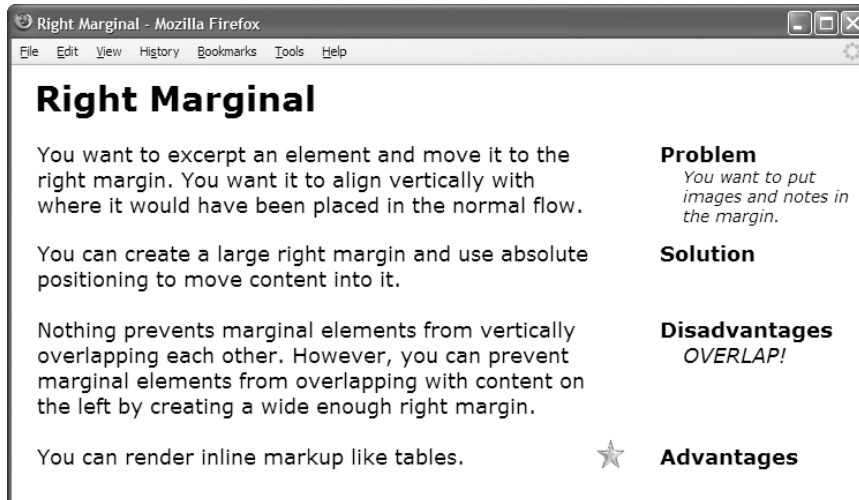 Right Marginal - Mozilla Firefox
File Edit View History Bookmarks Tools Help
Right Marginal
You want to excerpt an element and move it to the
right margin. You want it to align vertically with
where it would have been placed in the normal flow.
Problem
You want to put
images and notes in
the margin.
You can create a large right margin and use absolute
positioning to move content into it.
Solution
Nothing prevents marginal elements from vertically
overlapping each other. However, you can prevent
marginal elements from overlapping with content on
the left by creating a wide enough right margin.
Disadvantages
OVERLAP!
You can render inline markup like tables.
Advantages